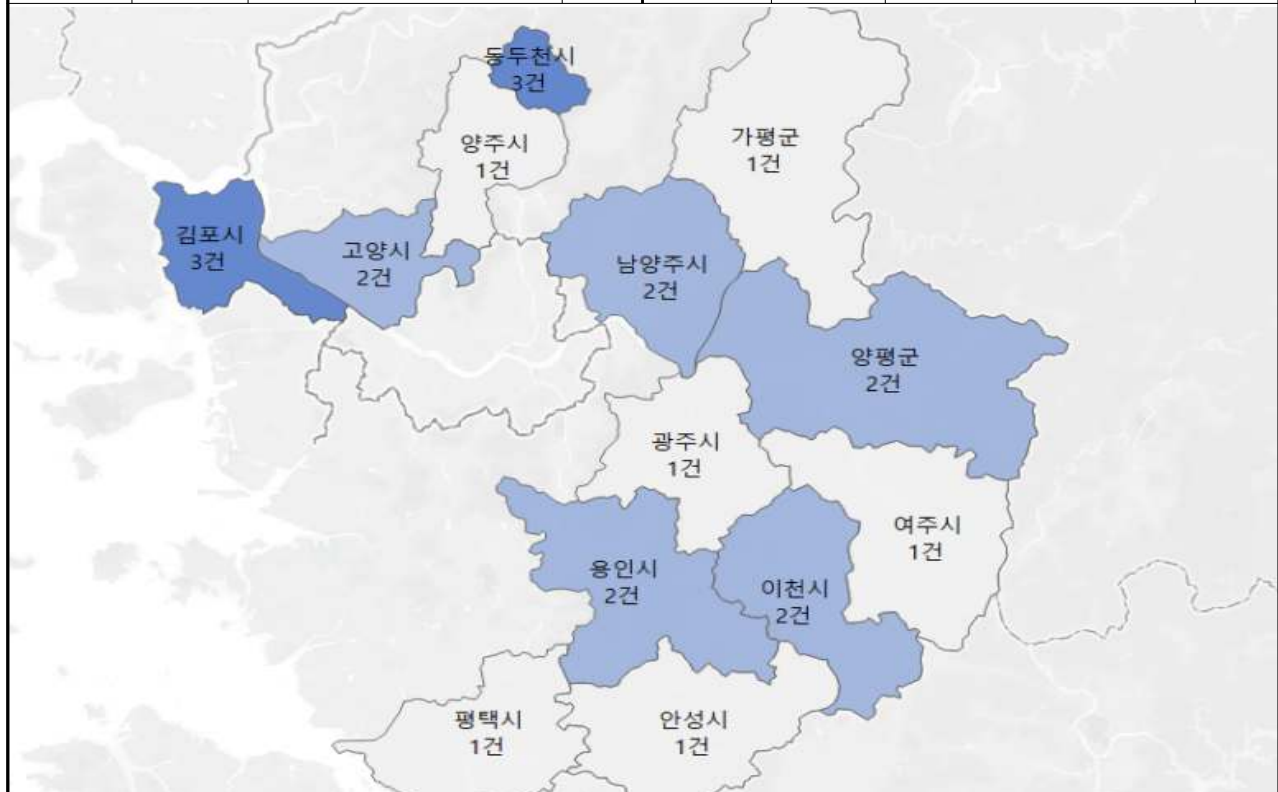 동두천시
3건
양주시
1건
가평군
1건
김포시
3건
고양시
2건
남양주시
2건
양평군
2건
광주시
1건
여주시
1건
용인시
2건
이천시
2건
평택시
1건
안성시
1건